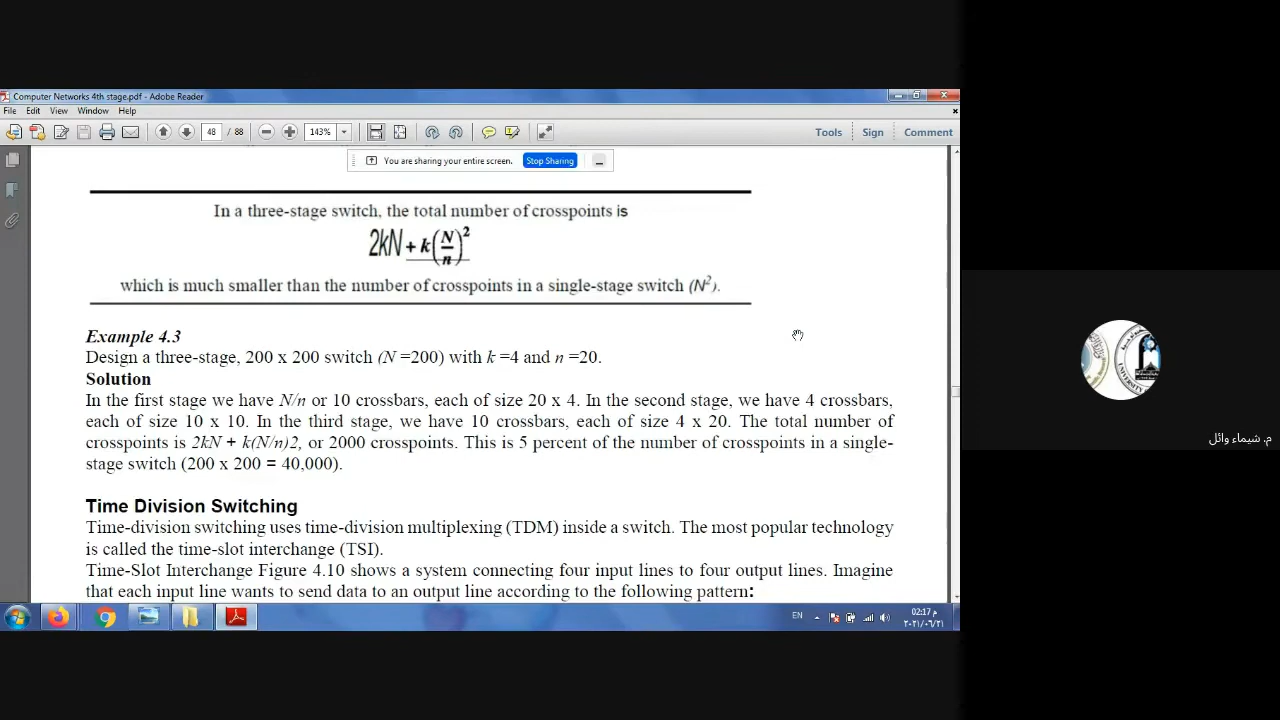 Computer Networks 4th stage.pdf - Adobe Reader
File Edit View Window Help
48 / 88 143% Tools Sign Comment
You are sharing your entire screen. Stop Sharing
In a three-stage switch, the total number of crosspoints is
2kN + k(N/n)²
which is much smaller than the number of crosspoints in a single-stage switch (N²).
Example 4.3
Design a three-stage, 200 x 200 switch (N =200) with k =4 and n =20.
Solution
In the first stage we have N/n or 10 crossbars, each of size 20 x 4. In the second stage, we have 4 crossbars,
each of size 10 x 10. In the third stage, we have 10 crossbars, each of size 4 x 20. The total number of
crosspoints is 2kN + k(N/n)2, or 2000 crosspoints. This is 5 percent of the number of crosspoints in a single-
stage switch (200 x 200 = 40,000).
Time Division Switching
Time-division switching uses time-division multiplexing (TDM) inside a switch. The most popular technology
is called the time-slot interchange (TSI).
Time-Slot Interchange Figure 4.10 shows a system connecting four input lines to four output lines. Imagine
that each input line wants to send data to an output line according to the following pattern:
م. شيماء وائل
EN
02:17 م
٢٠٢١/٠٦/٢١